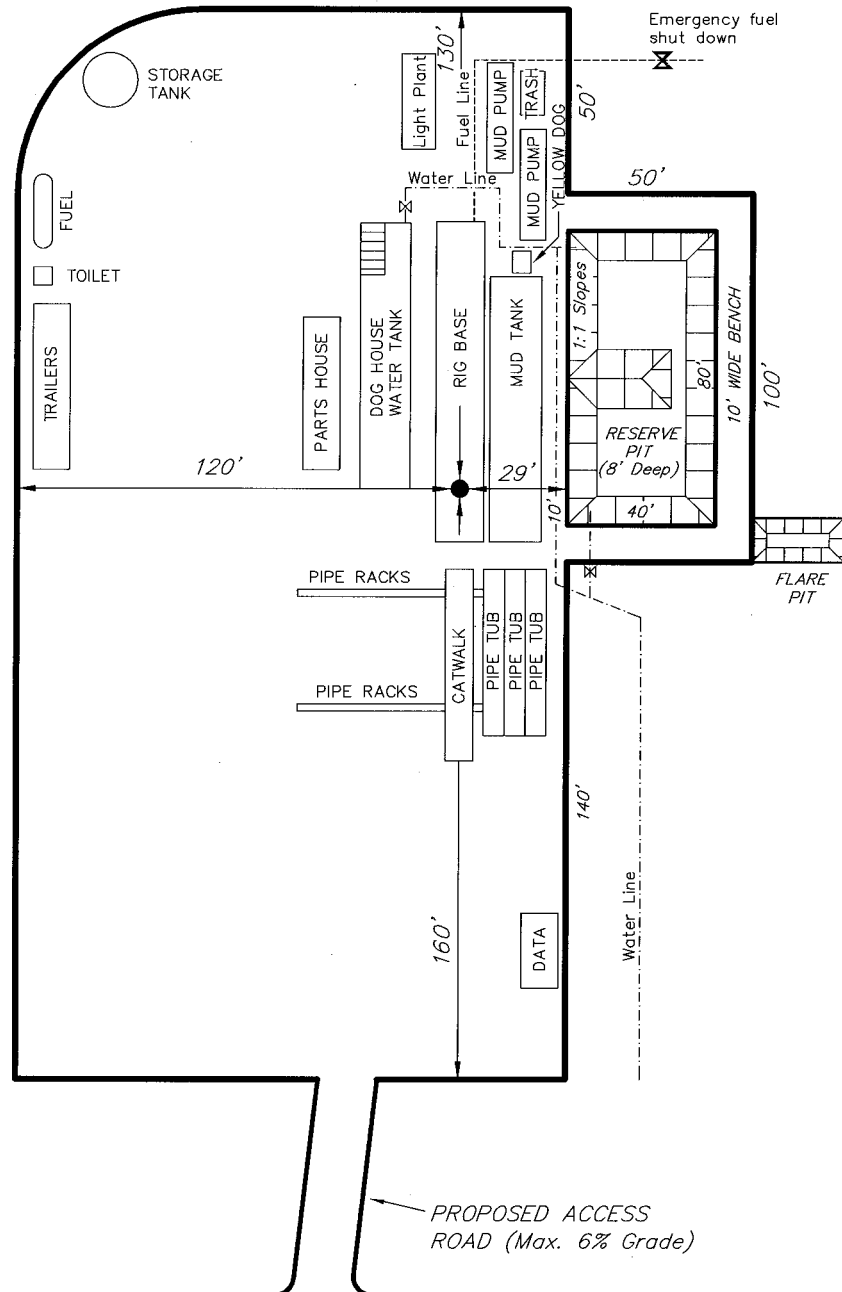 Emergency fuel
shut down
130'
STORAGE
TANK
Light Plant
Fuel Line
MUD PUMP
TRASH
50'
MUD PUMP
YELLOW DOG
Water Line
50'
FUEL
TOILET
1:1 Slopes
TRAILERS
PARTS HOUSE
DOG HOUSE
WATER TANK
RIG BASE
MUD TANK
80'
10' WIDE BENCH
100'
RESERVE
PIT
(8' Deep)
120'
29'
10'
40'
FLARE
PIT
PIPE RACKS
CATWALK
PIPE TUB
PIPE TUB
PIPE TUB
PIPE RACKS
140'
160'
DATA
Water Line
PROPOSED ACCESS
ROAD (Max. 6% Grade)